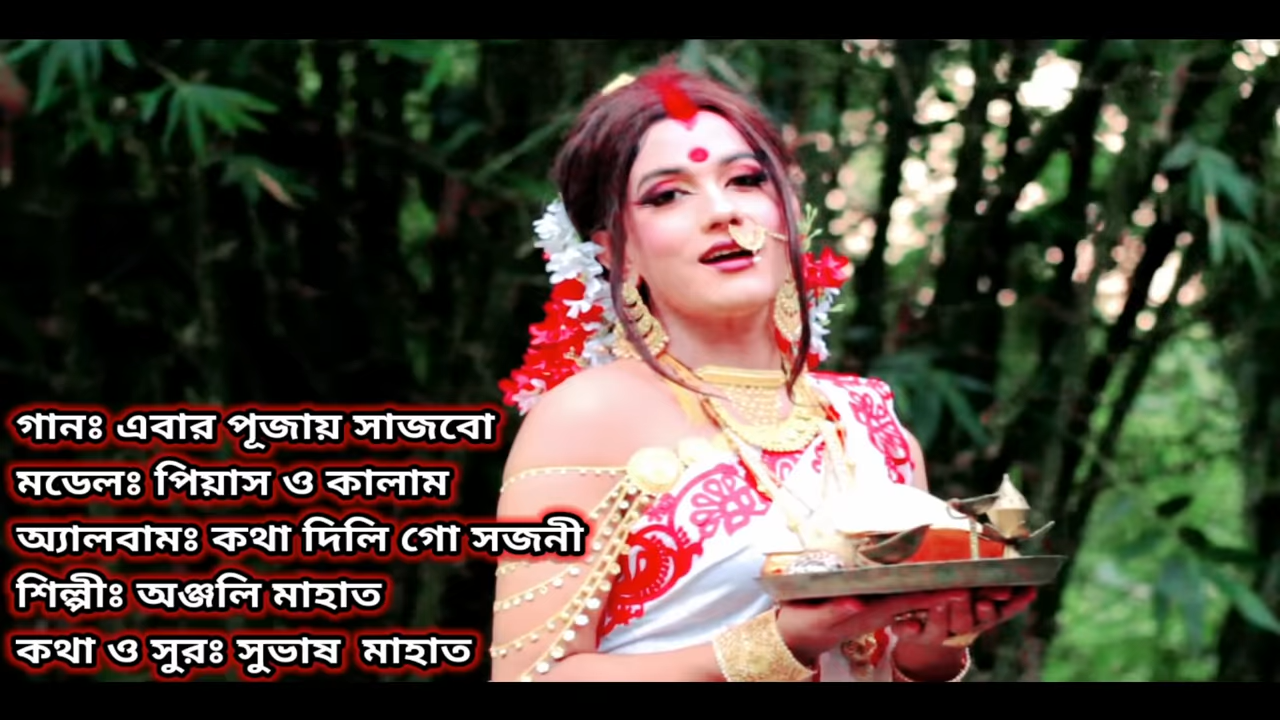 গানঃ এবার পূজায় সাজবো
মডেলঃ পিয়াস ও কালাম
অ্যালবামঃ কথা দিলি গো সজনী
শিল্পীঃ অঞ্জলি মাহাত
কথা ও সুরঃ সুভাষ মাহাত